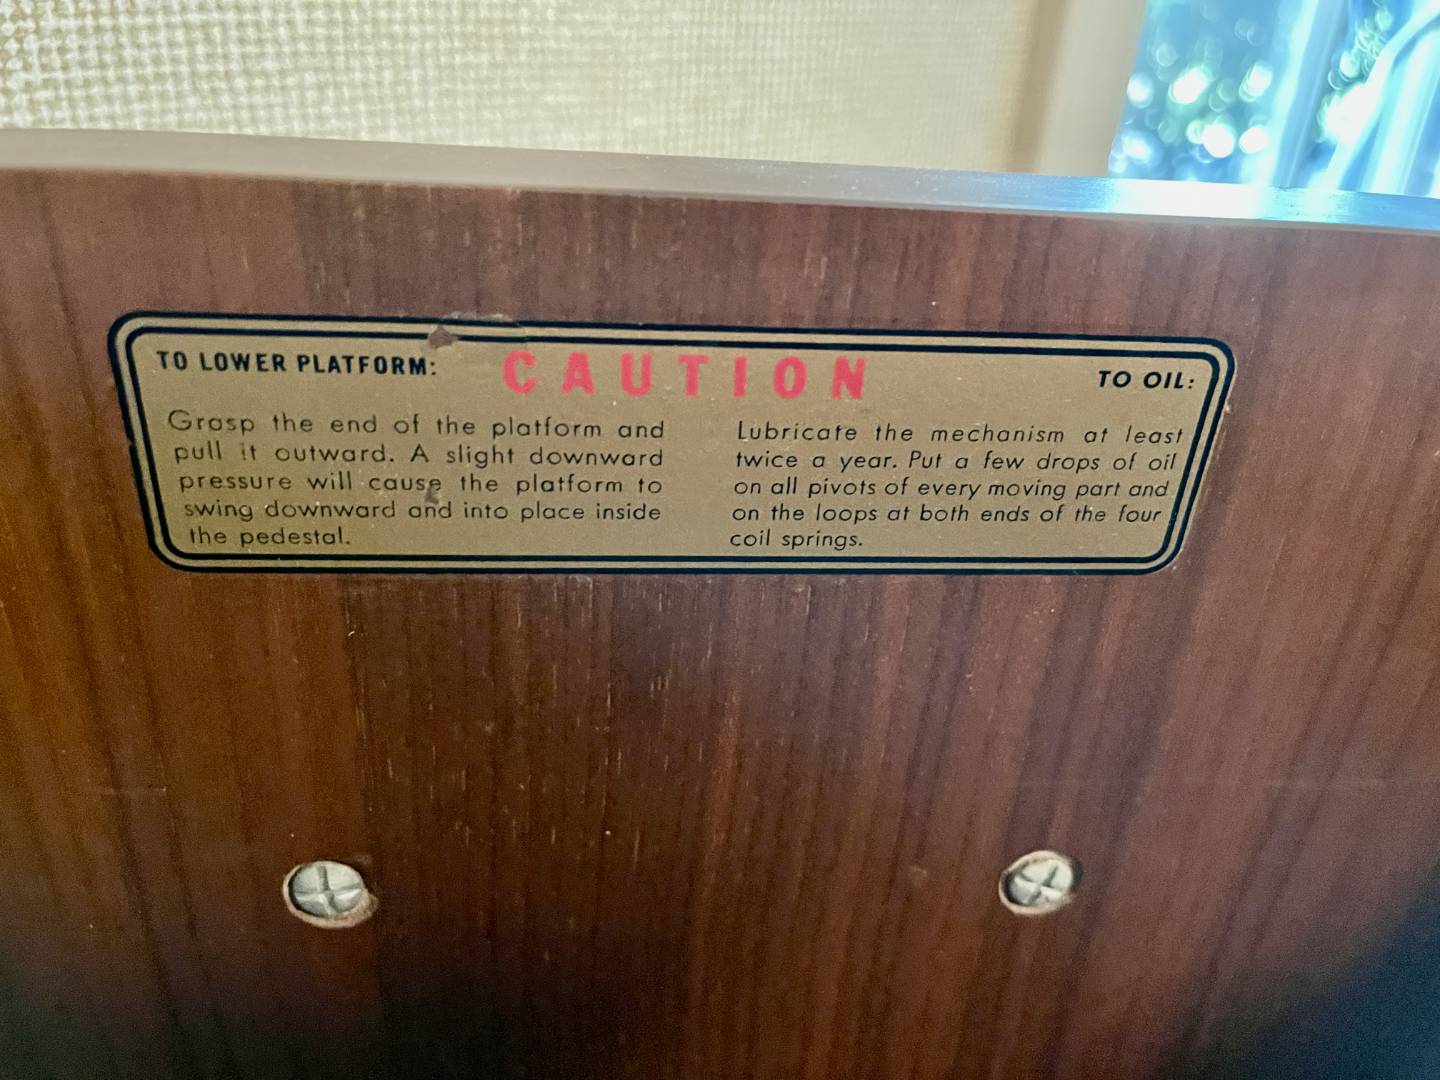 TO LOWER PLATFORM:
CAUTION
TO OIL:
Grasp the end of the platform and
pull it outward. A slight downward
pressure will cause the platform to
swing downward and into place inside
the pedestal.
Lubricate the mechanism at least
twice a year. Put a few drops of oil
on all pivots of every moving part and
on the loops at both ends of the four
coil springs.